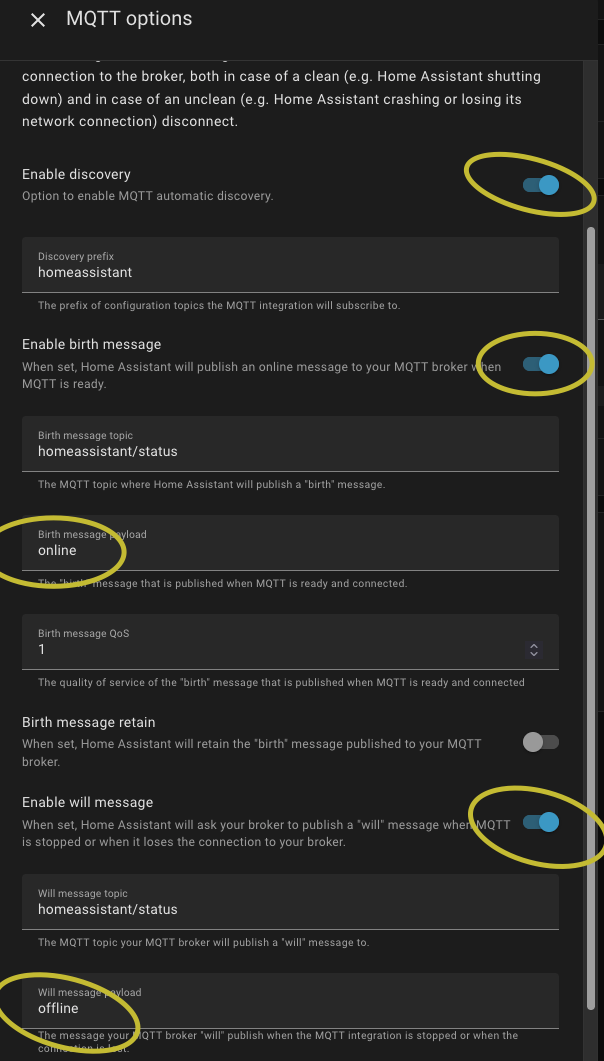 MQTT options
connection to the broker, both in case of a clean (e.g. Home Assistant shutting
down) and in case of an unclean (e.g. Home Assistant crashing or losing its
network connection) disconnect.
Enable discovery
Option to enable MQTT automatic discovery.
Discovery prefix
homeassistant
The prefix of configuration topics the MQTT integration will subscribe to.
Enable birth message
When set, Home Assistant will publish an online message to your MQTT broker when
MQTT is ready.
Birth message topic
homeassistant/status
The MQTT topic where Home Assistant will publish a "birth" message.
Birth message payload
online
The "birth" message that is published when MQTT is ready and connected.
Birth message QoS
1
The quality of service of the "birth" message that is published when MQTT is ready and connected
Birth message retain
When set, Home Assistant will retain the "birth" message published to your MQTT
broker.
Enable will message
When set, Home Assistant will ask your broker to publish a "will" message when MQTT
is stopped or when it loses the connection to your broker.
Will message topic
homeassistant/status
The MQTT topic your MQTT broker will publish a "will" message to.
Will message payload
offline
The message your MQTT broker "will" publish when the MQTT integration is stopped or when the
connection is lost.